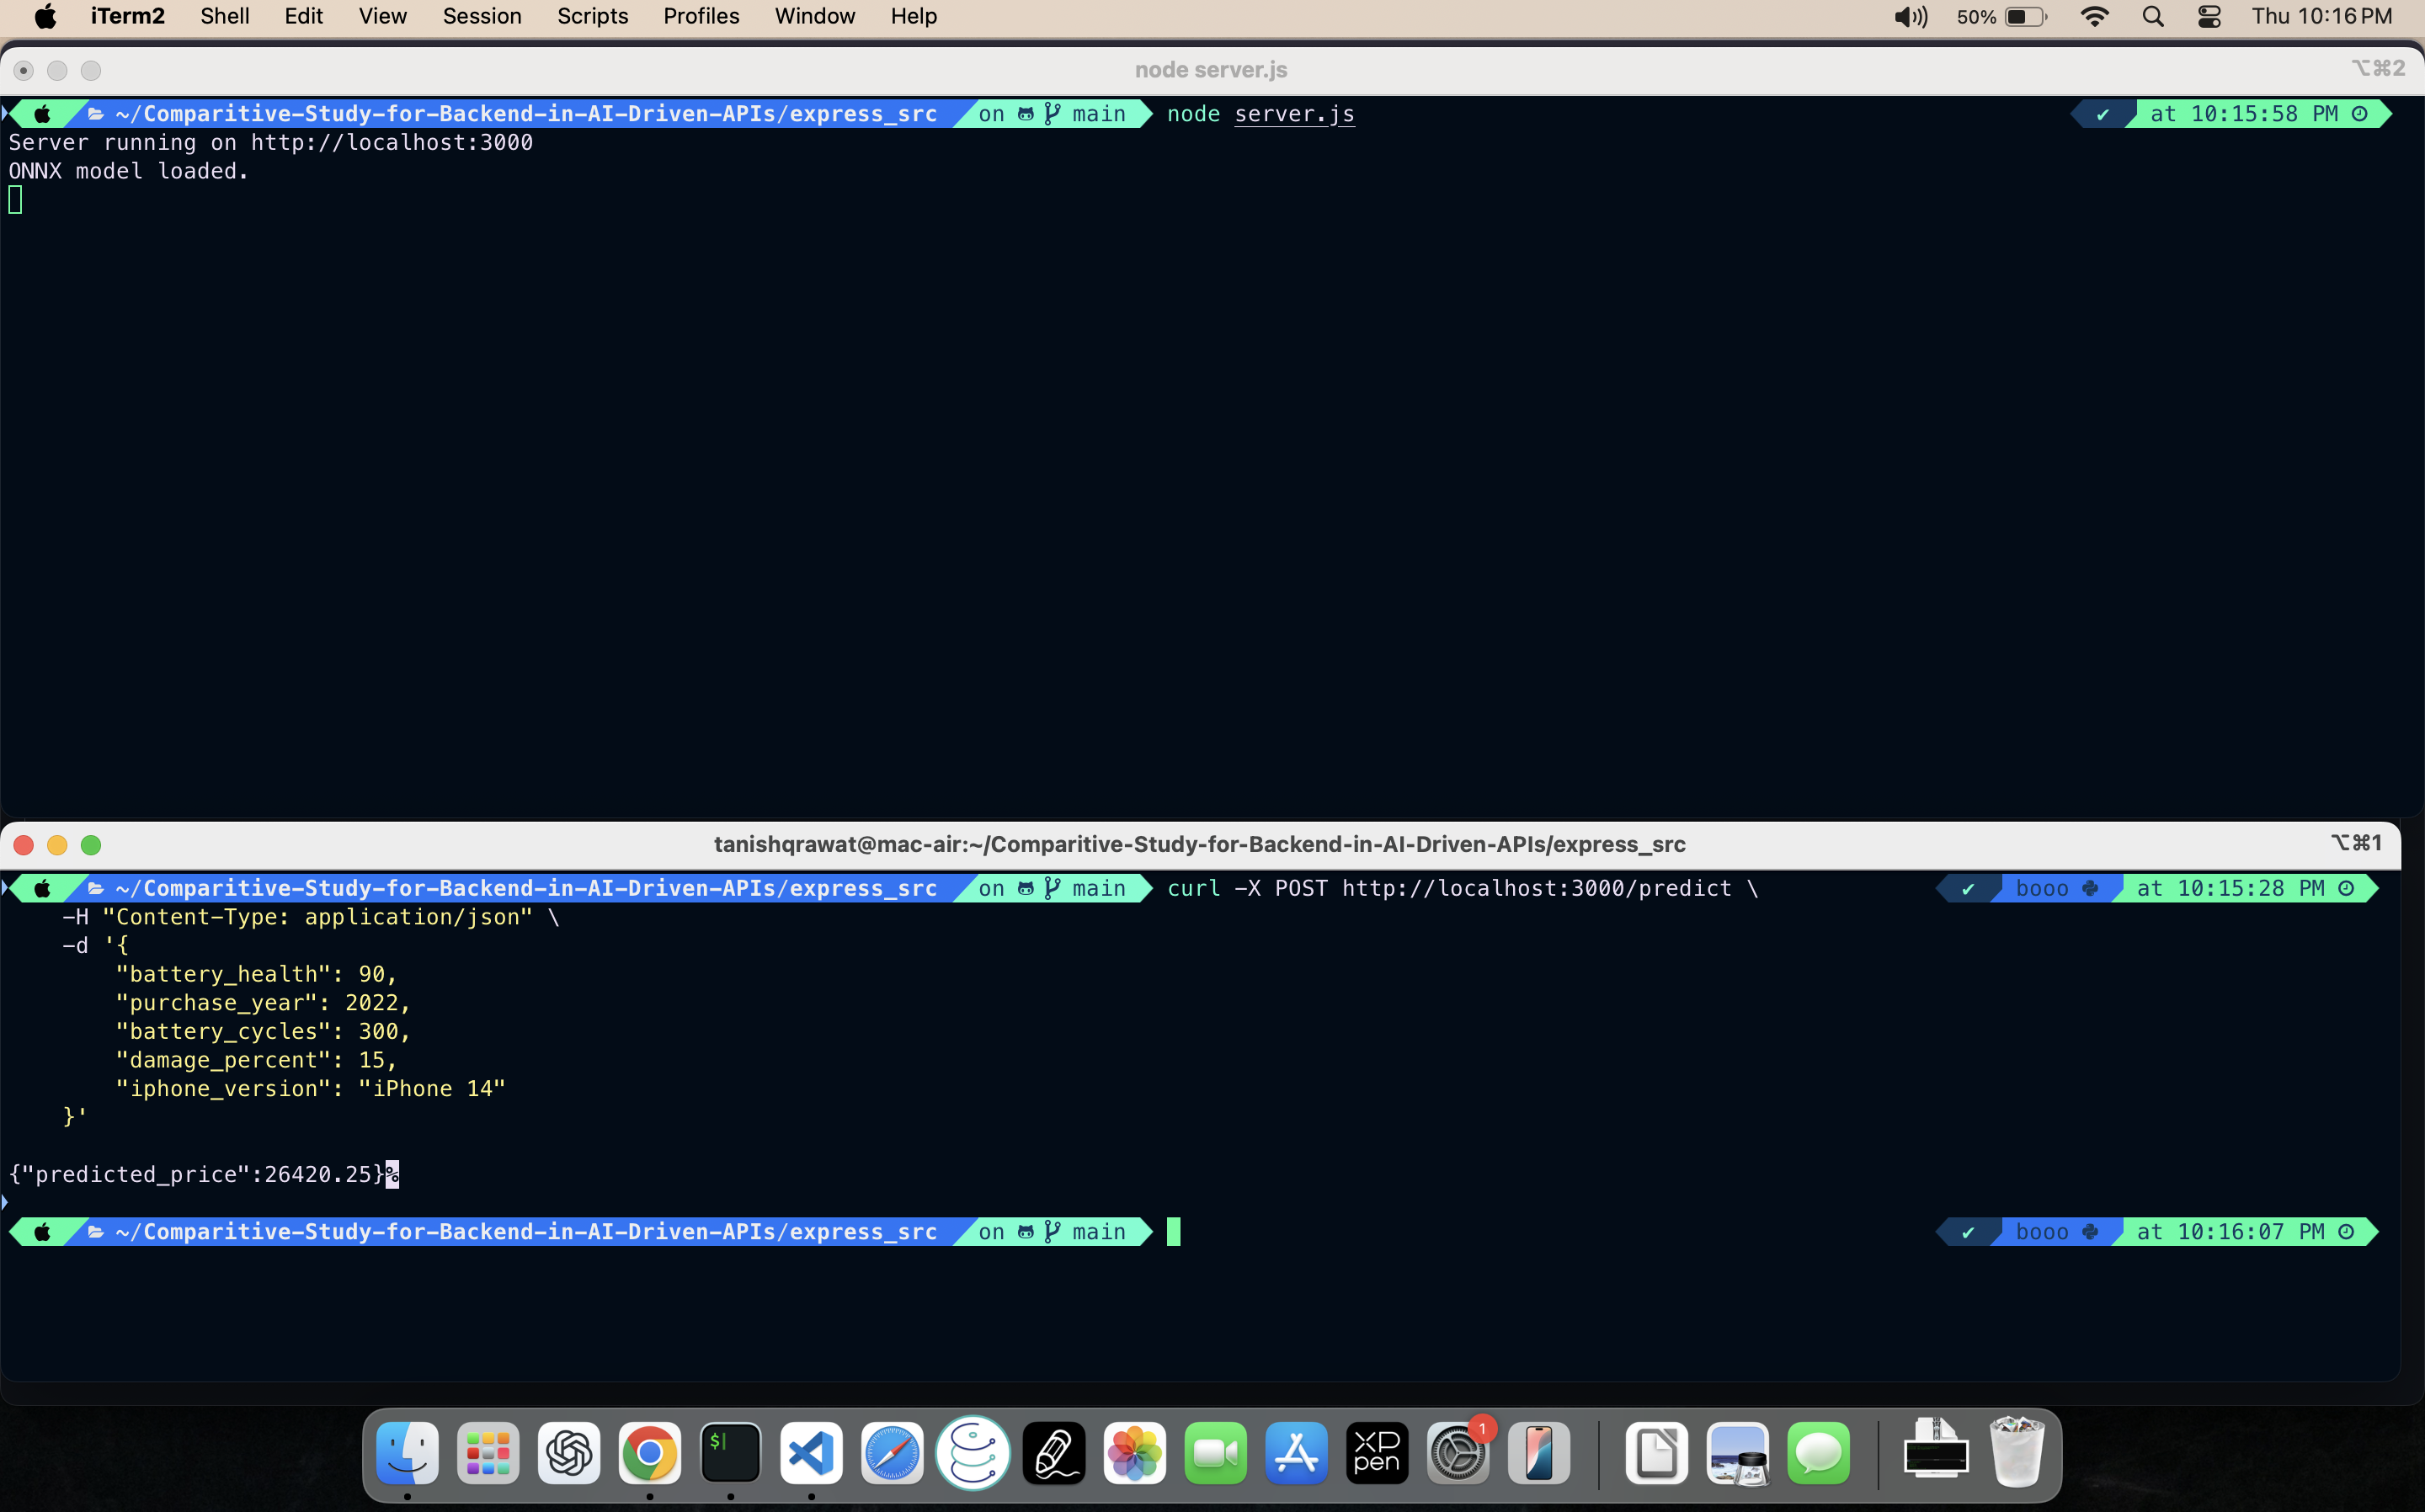 iTerm2 Shell Edit View Session Scripts Profiles Window Help 50% Thu 10:16 PM
node server.js ⌥⌘2
~/Comparitive-Study-for-Backend-in-AI-Driven-APIs/express_src on main node server.js ✔ at 10:15:58 PM
Server running on http://localhost:3000
ONNX model loaded.
tanishqrawat@mac-air:~/Comparitive-Study-for-Backend-in-AI-Driven-APIs/express_src ⌥⌘1
~/Comparitive-Study-for-Backend-in-AI-Driven-APIs/express_src on main curl -X POST http://localhost:3000/predict \ ✔ booo at 10:15:28 PM
-H "Content-Type: application/json" \
-d '{
"battery_health": 90,
"purchase_year": 2022,
"battery_cycles": 300,
"damage_percent": 15,
"iphone_version": "iPhone 14"
}'
{"predicted_price":26420.25}%
~/Comparitive-Study-for-Backend-in-AI-Driven-APIs/express_src on main ✔ booo at 10:16:07 PM
$
XP
pen
1